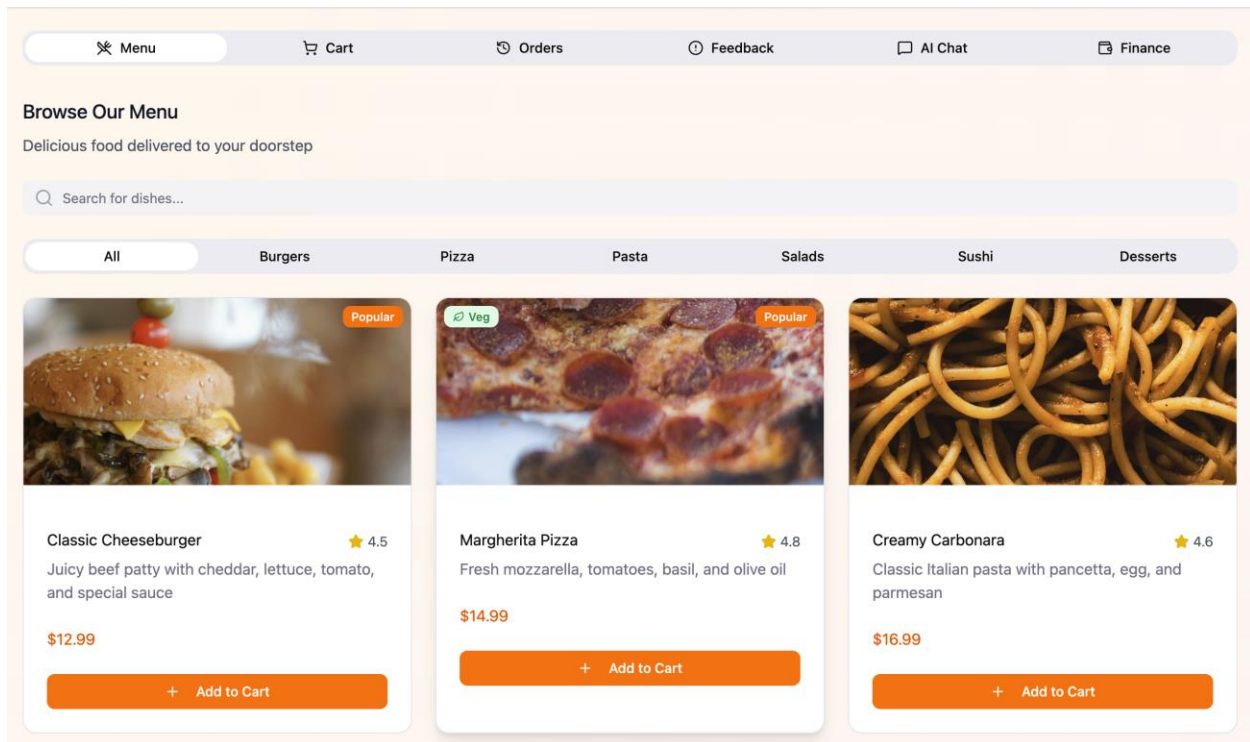 Menu
Cart
Orders
Feedback
AI Chat
Finance
Browse Our Menu
Delicious food delivered to your doorstep
Search for dishes...
All
Burgers
Pizza
Pasta
Salads
Sushi
Desserts
Popular
Classic Cheeseburger
4.5
Juicy beef patty with cheddar, lettuce, tomato,
and special sauce
$12.99
+ Add to Cart
Veg
Popular
Margherita Pizza
4.8
Fresh mozzarella, tomatoes, basil, and olive oil
$14.99
+ Add to Cart
Creamy Carbonara
4.6
Classic Italian pasta with pancetta, egg, and
parmesan
$16.99
+ Add to Cart